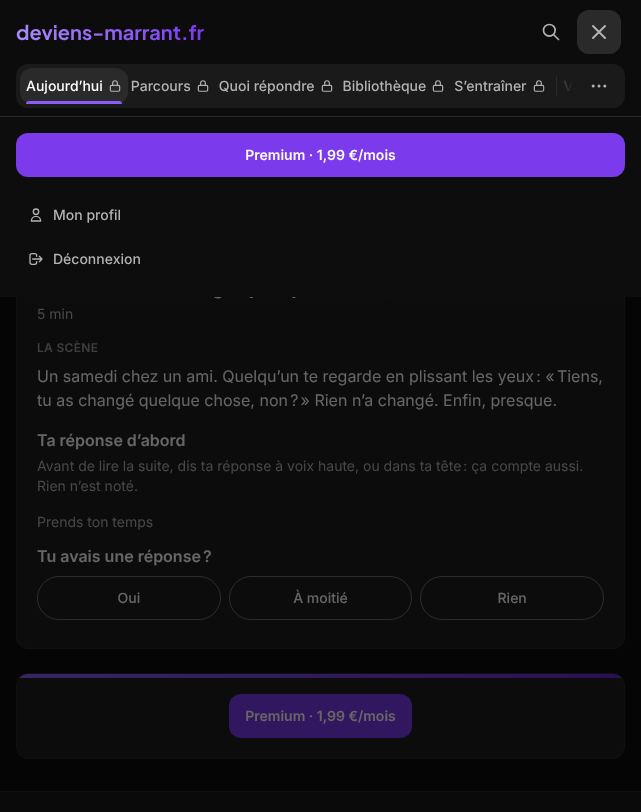 deviens-marrant.fr
Aujourd’hui Parcours Quoi répondre Bibliothèque S’entraîner
Premium · 1,99 €/mois
Mon profil
Déconnexion
5 min
LA SCÈNE
Un samedi chez un ami. Quelqu’un te regarde en plissant les yeux : « Tiens,
tu as changé quelque chose, non ? » Rien n’a changé. Enfin, presque.
Ta réponse d’abord
Avant de lire la suite, dis ta réponse à voix haute, ou dans ta tête : ça compte aussi.
Rien n’est noté.
Prends ton temps
Tu avais une réponse ?
Oui À moitié Rien
Premium · 1,99 €/mois